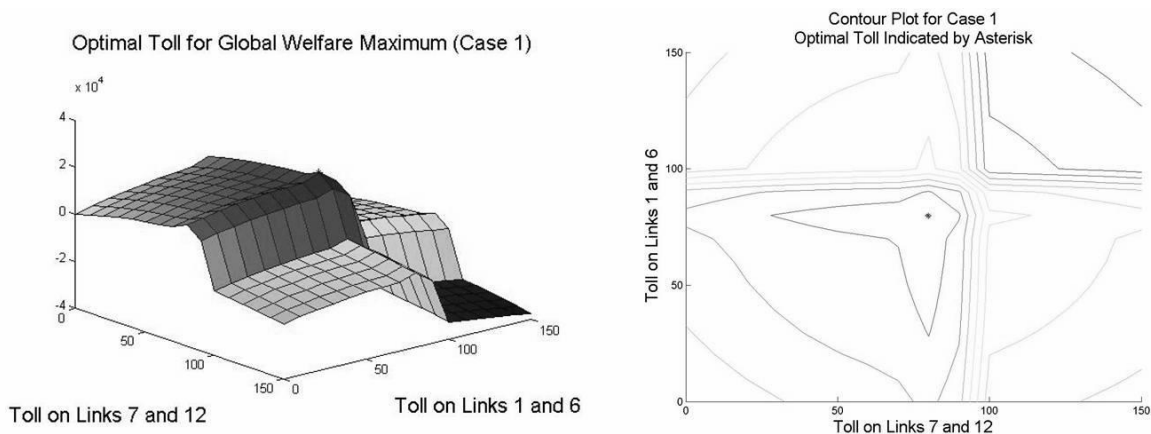 Optimal Toll for Global Welfare Maximum (Case 1)
x 10^4
4
2
0
-2
-4
0
50
100
150
0
50
100
150
Toll on Links 7 and 12
Toll on Links 1 and 6
Contour Plot for Case 1
Optimal Toll Indicated by Asterisk
150
100
50
0
Toll on Links 1 and 6
0
50
100
150
Toll on Links 7 and 12